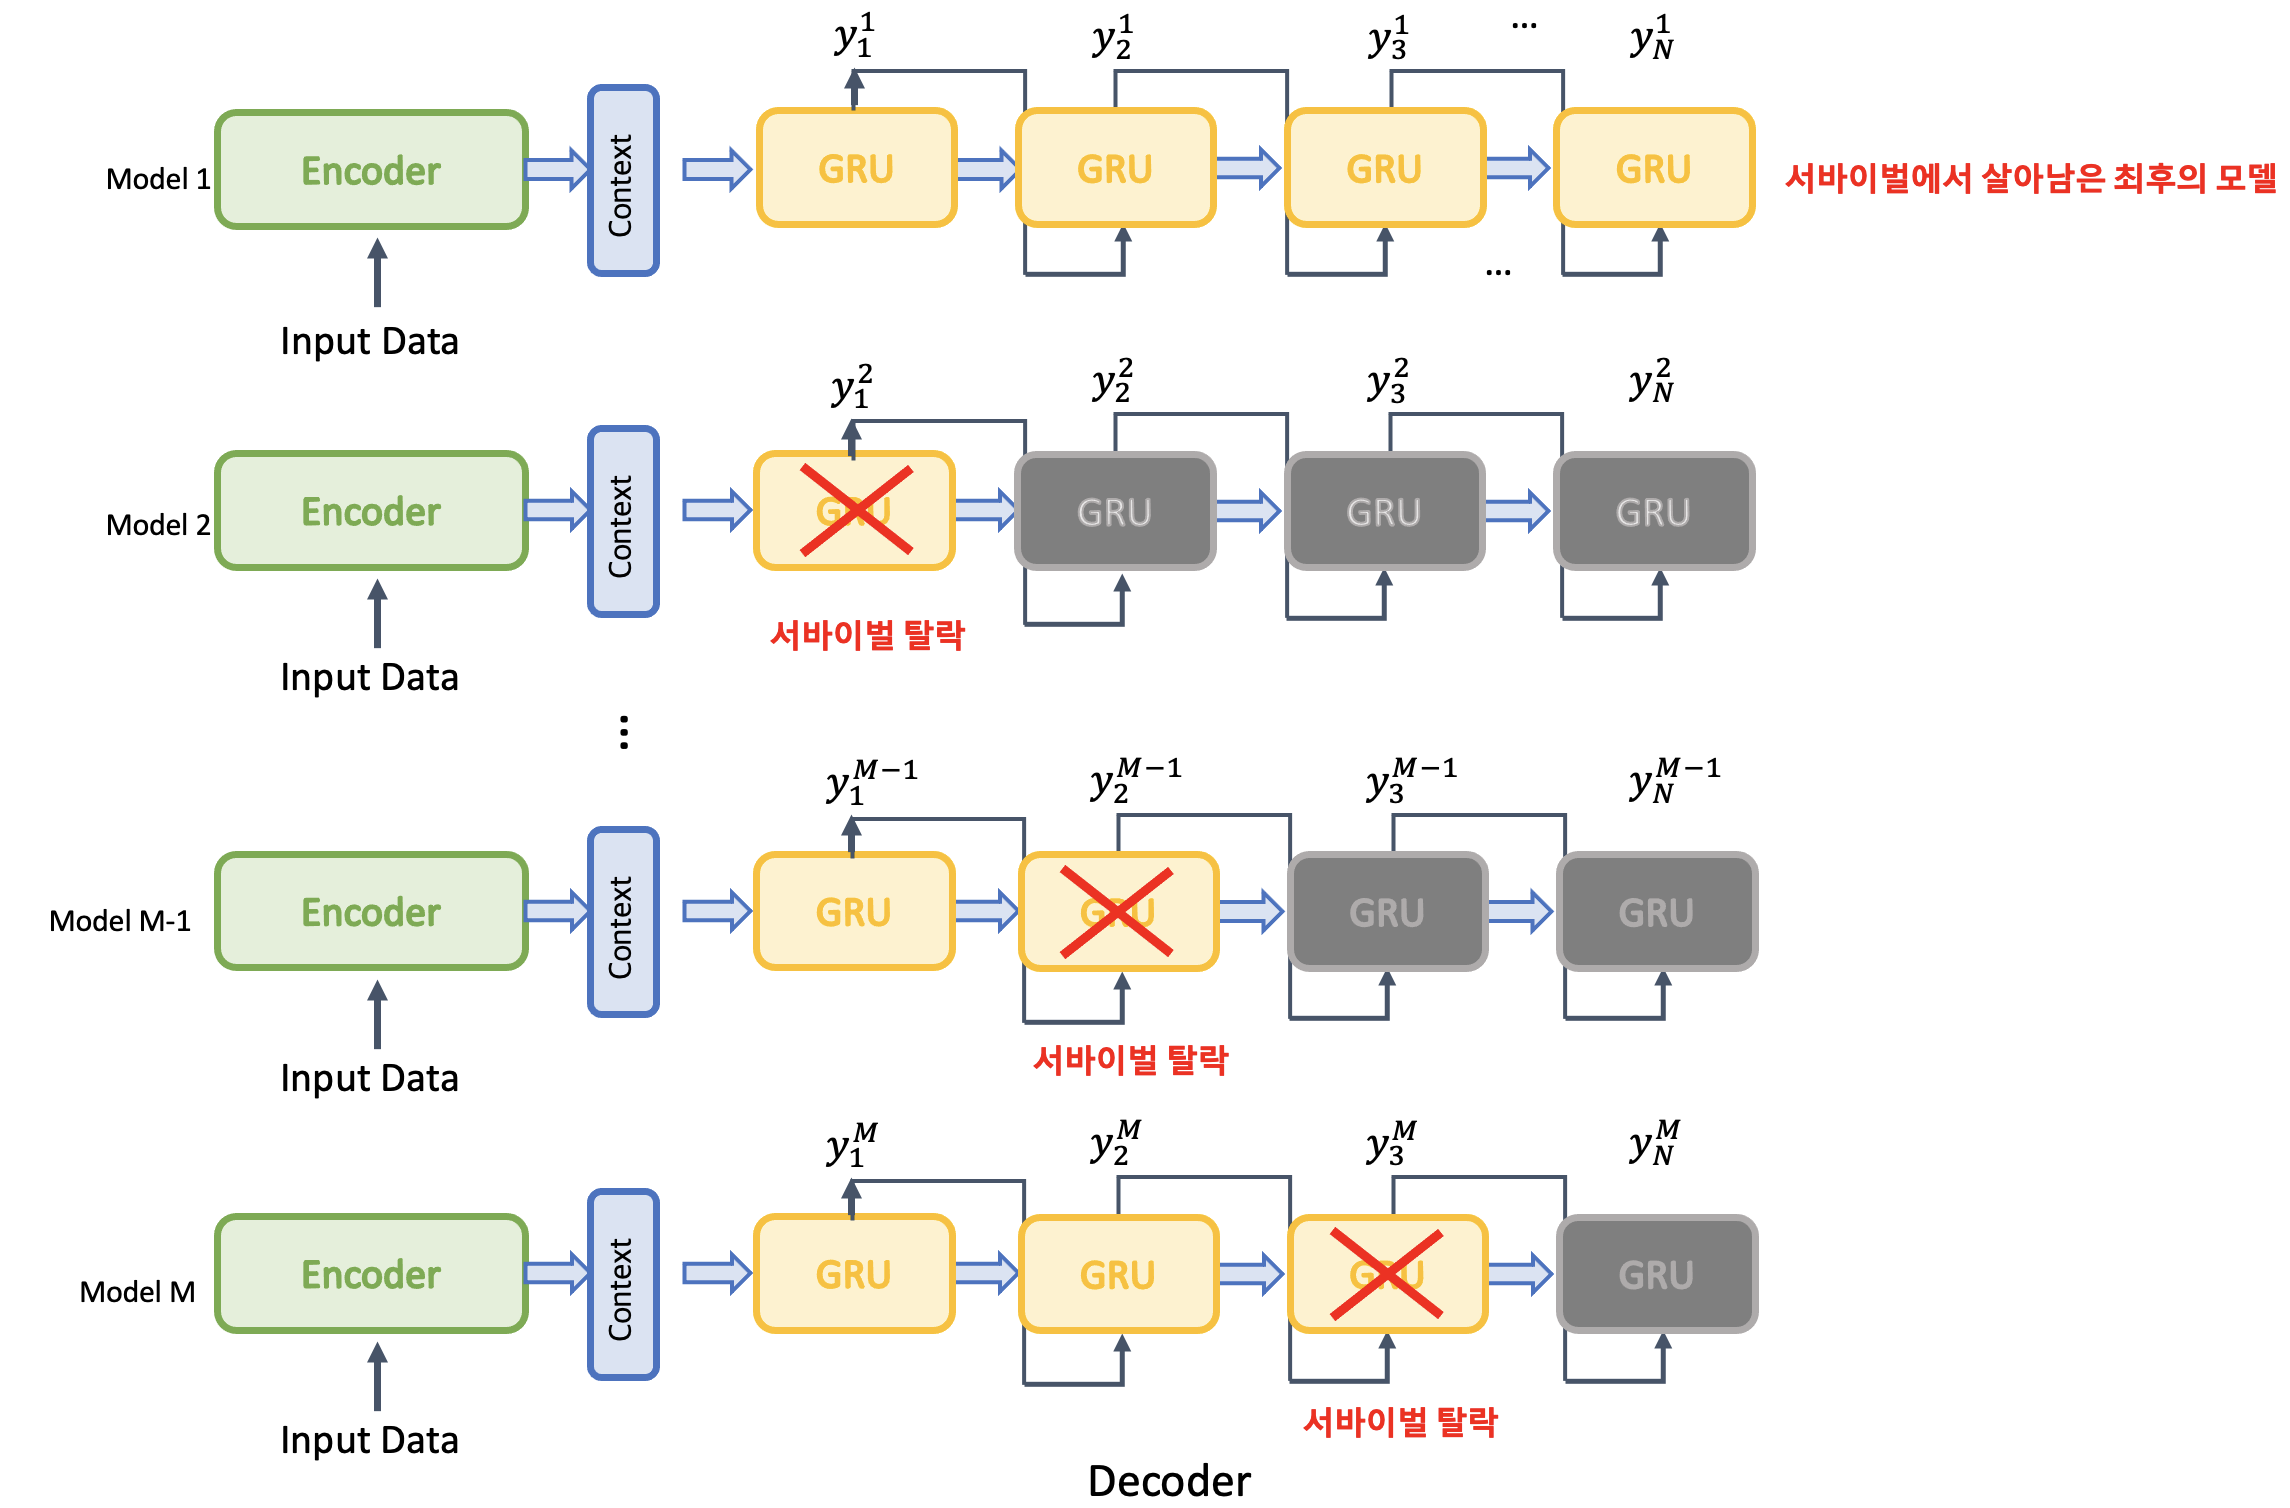 y_1^1 y_2^1 y_3^1 ... y_N^1
Model 1 Encoder Context GRU GRU GRU GRU 서바이벌에서 살아남은 최후의 모델
...
Input Data
y_1^2 y_2^2 y_3^2 y_N^2
Model 2 Encoder Context GRU GRU GRU GRU
서바이벌 탈락
Input Data
⋮
y_1^{M-1} y_2^{M-1} y_3^{M-1} y_N^{M-1}
Model M-1 Encoder Context GRU GRU GRU GRU
서바이벌 탈락
Input Data
y_1^M y_2^M y_3^M y_N^M
Model M Encoder Context GRU GRU GRU GRU
서바이벌 탈락
Input Data
Decoder